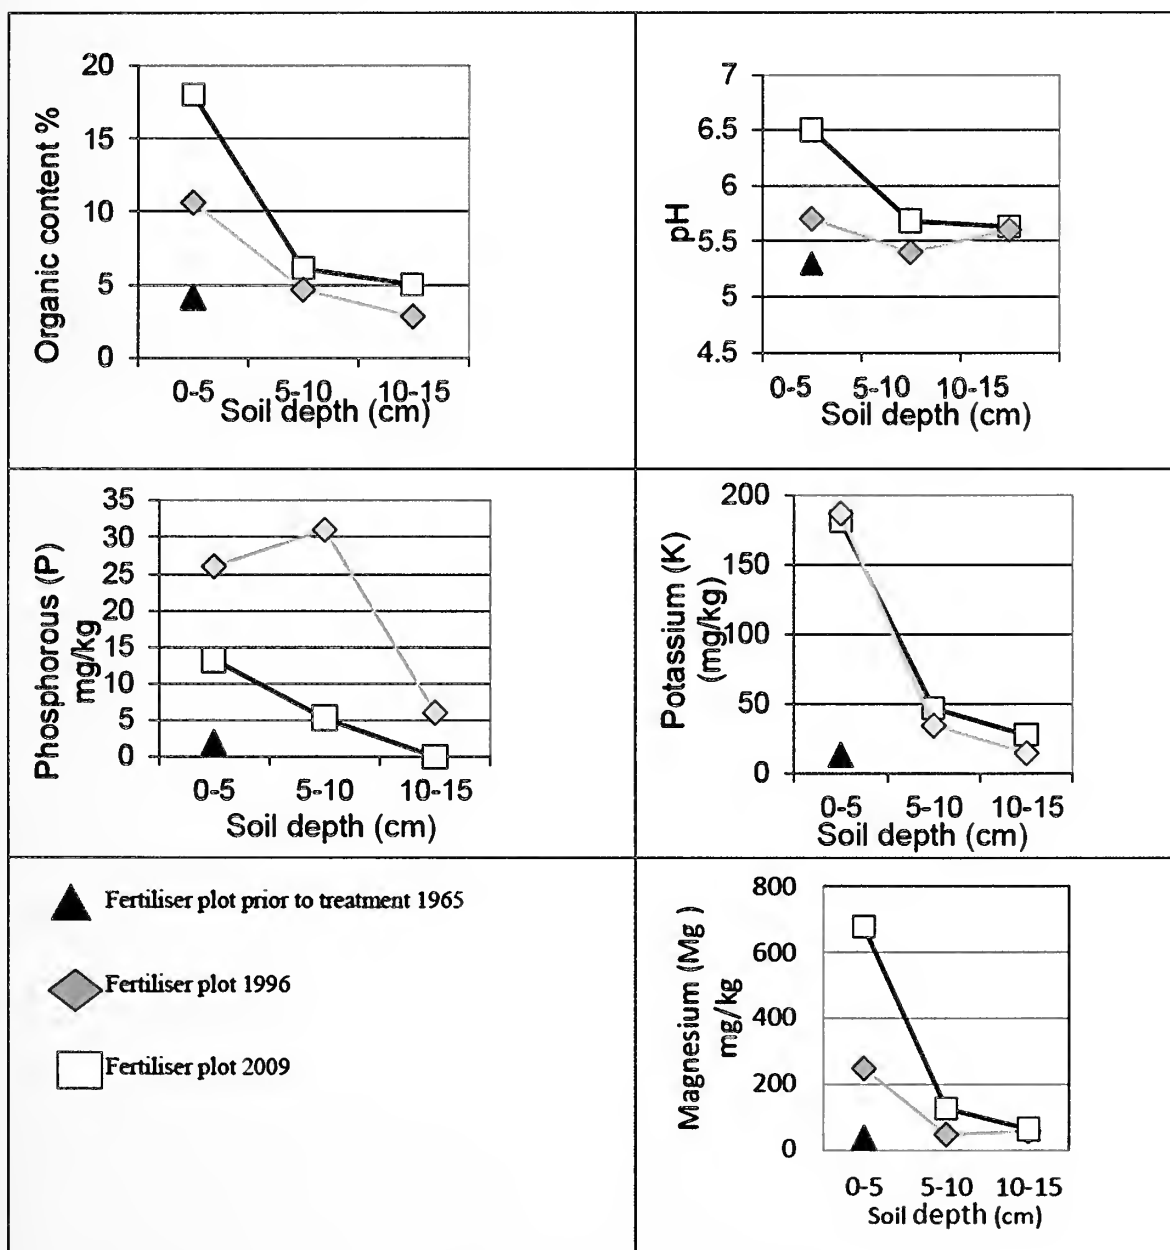 20
15
10
5
0
Organic content %
0-5 5-10 10-15
Soil depth (cm)
7
6.5
6
5.5
5
4.5
pH
0-5 5-10 10-15
Soil depth (cm)
35
30
25
20
15
10
5
0
Phosphorous (P)
mg/kg
0-5 5-10 10-15
Soil depth (cm)
200
150
100
50
0
Potassium (K)
(mg/kg)
0-5 5-10 10-15
Soil depth (cm)
Fertiliser plot prior to treatment 1965
Fertiliser plot 1996
Fertiliser plot 2009
800
600
400
200
0
Magnesium (Mg )
mg/kg
0-5 5-10 10-15
Soil depth (cm)